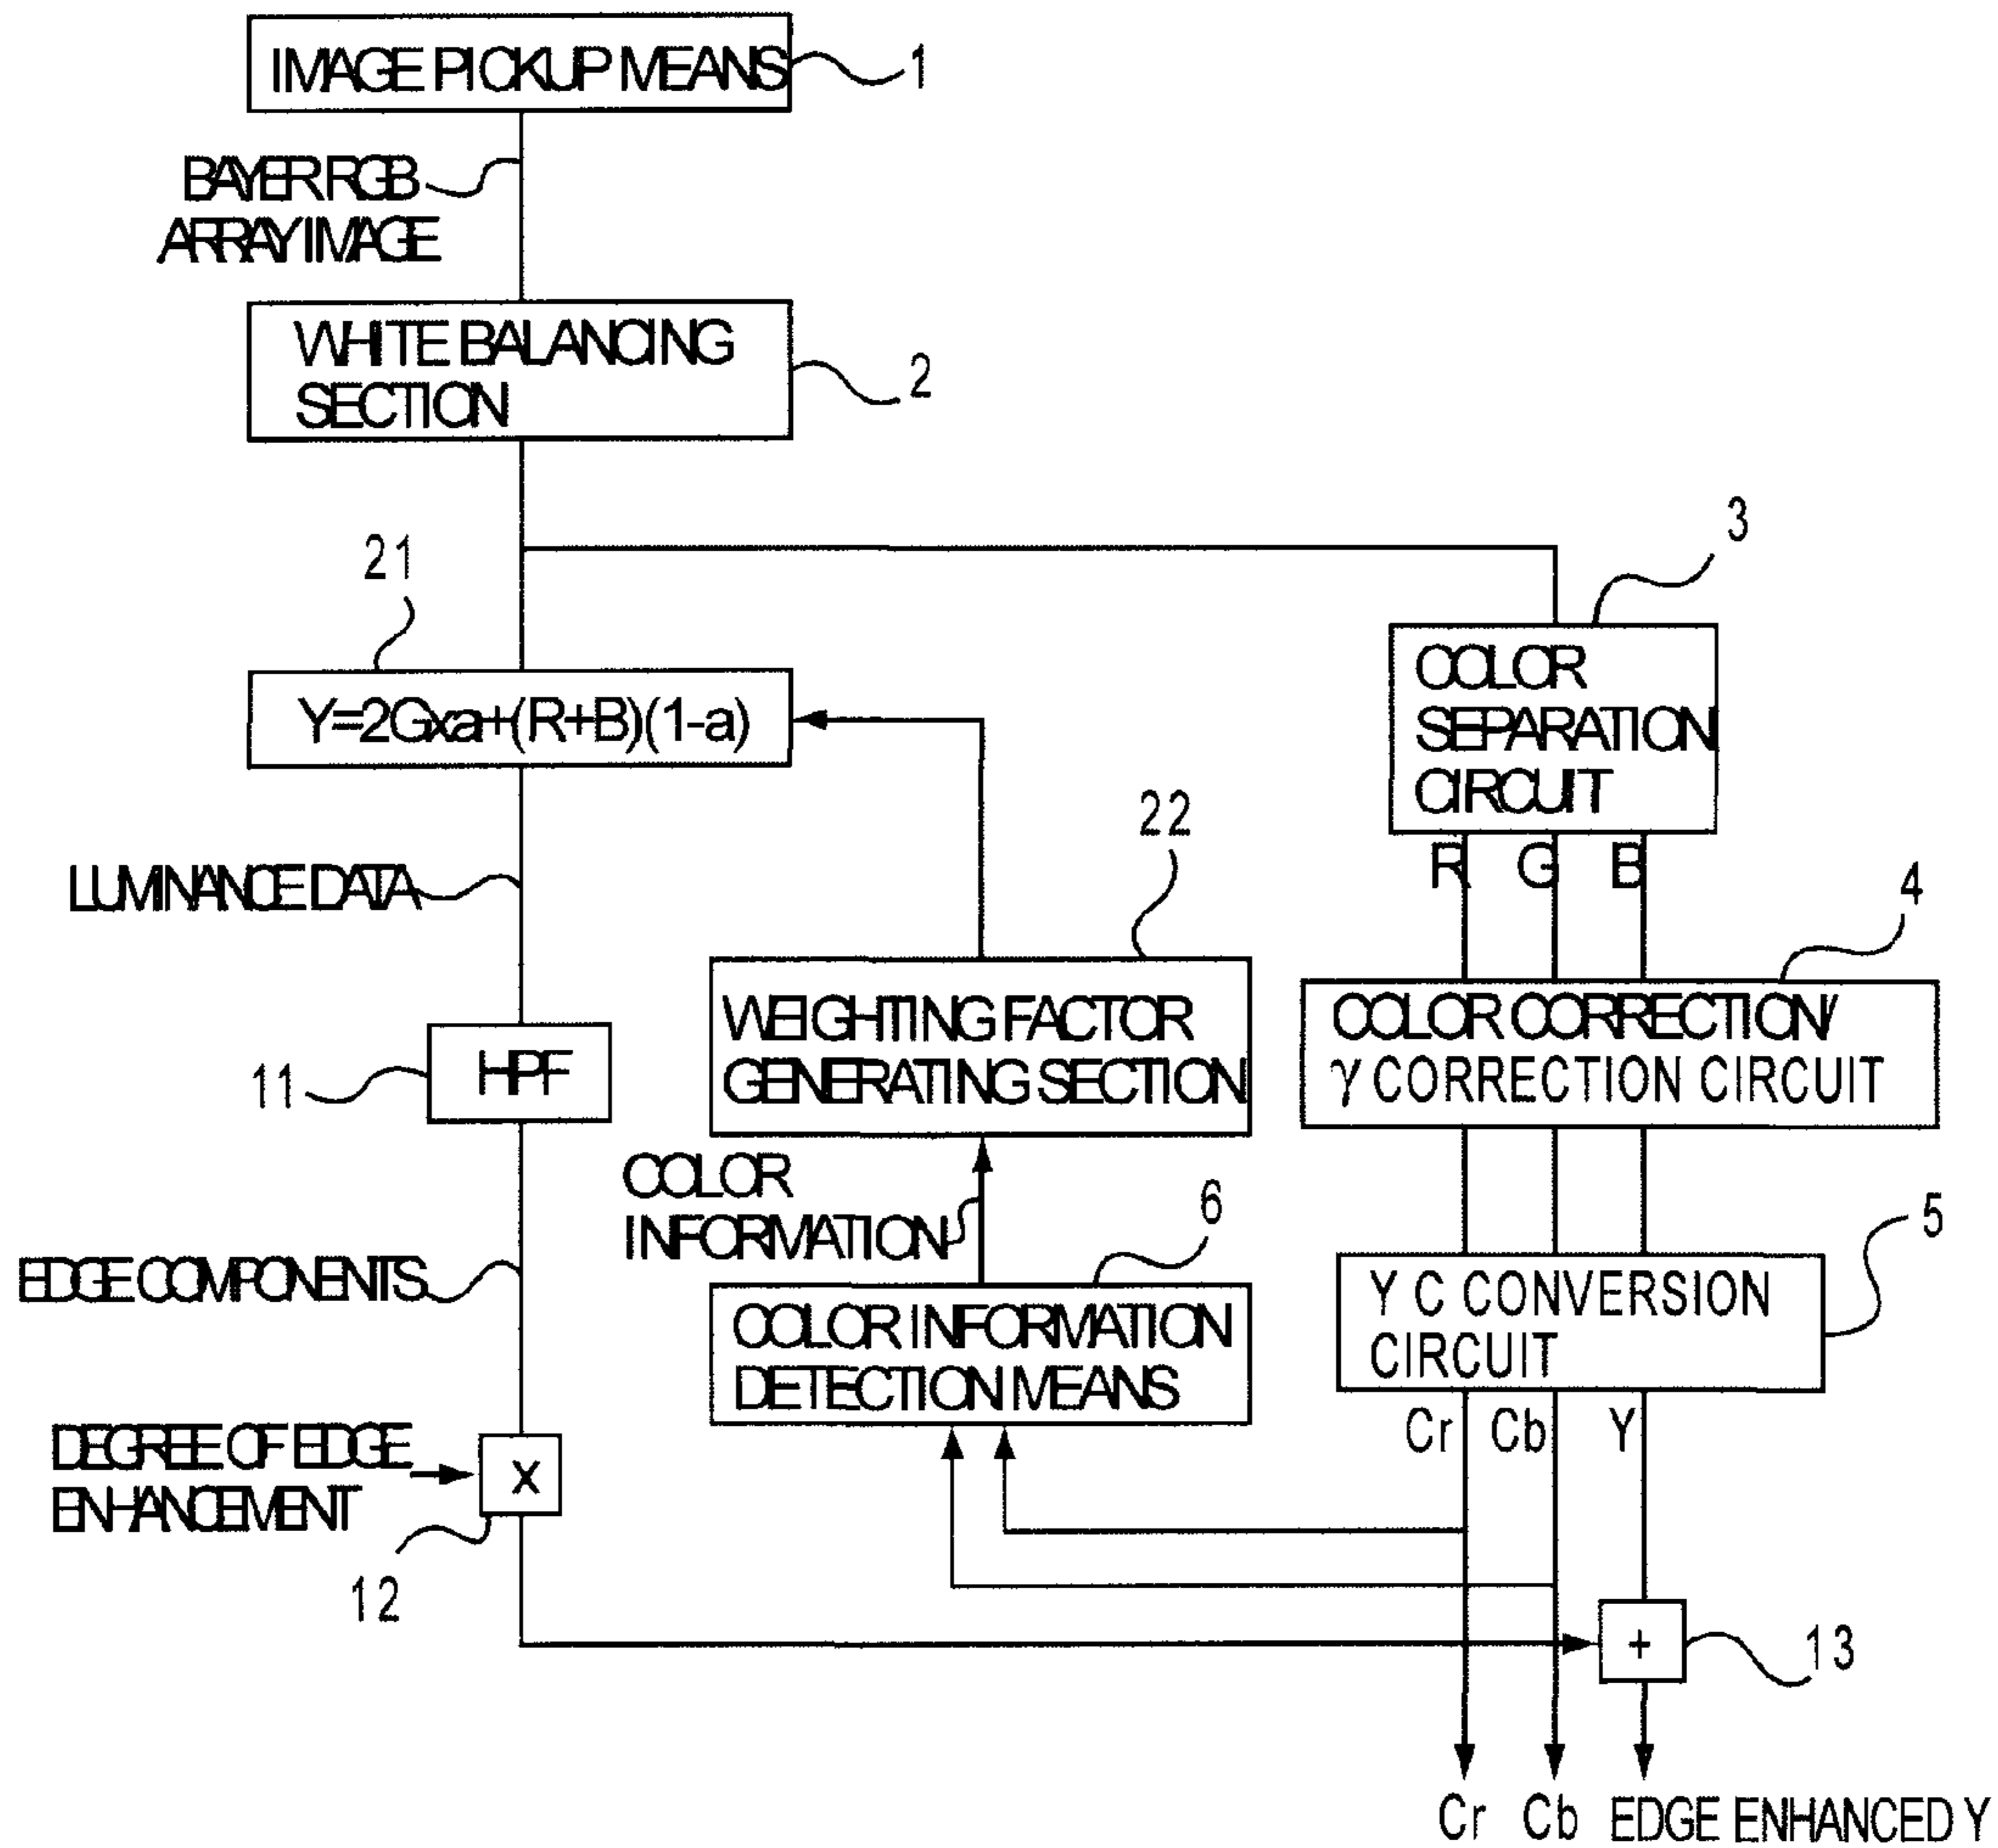 IMAGE PICKUP MEANS
1
BAYER RGB
ARRAY IMAGE
WHITE BALANCING
SECTION
2
3
21
Y=2Gxa+(R+B)(1-a)
COLOR
SEPARATION
CIRCUIT
R G B
22
4
LUMINANCE DATA
WEIGHTING FACTOR
GENERATING SECTION
COLOR CORRECTION/
γ CORRECTION CIRCUIT
11
HPF
COLOR
INFORMATION
6
5
EDGE COMPONENTS
COLOR INFORMATION
DETECTION MEANS
Y C CONVERSION
CIRCUIT
Cr Cb Y
DEGREE OF EDGE
ENHANCEMENT
x
12
+
13
Cr Cb EDGE ENHANCED Y